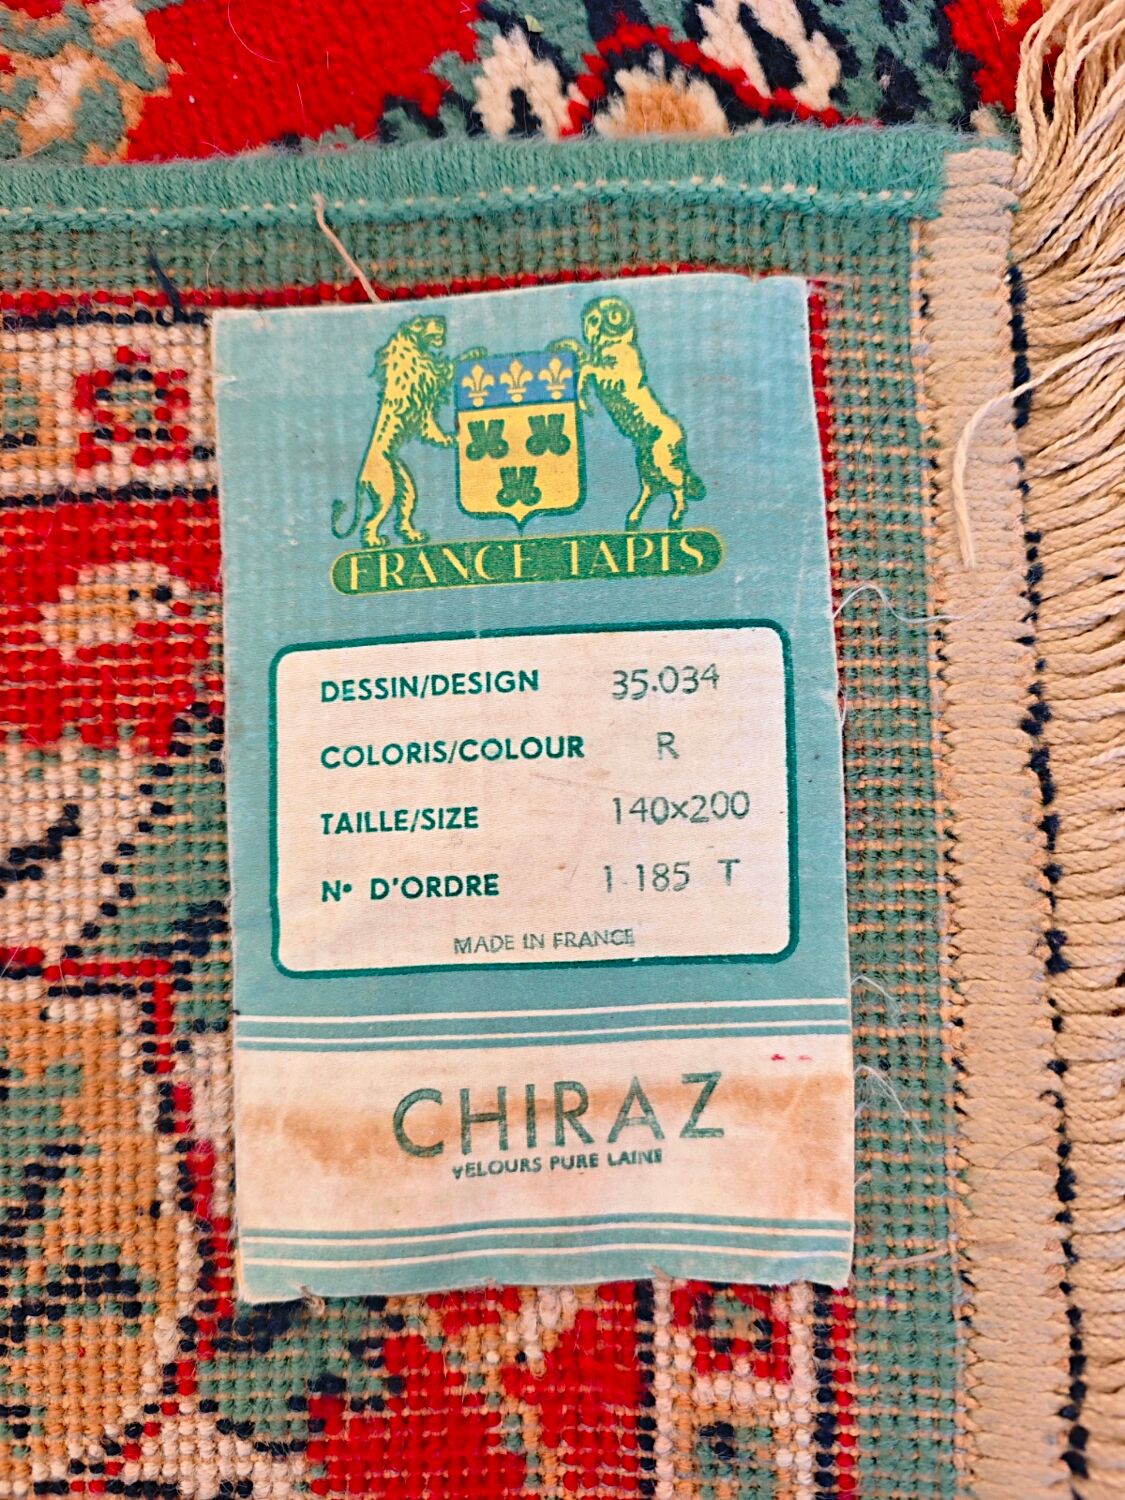 FRANCE TAPIS
DESSIN/DESIGN 35.034
COLORIS/COLOUR R
TAILLE/SIZE 140x200
N• D'ORDRE 1.185 T
MADE IN FRANCE
CHIRAZ
VELOURS PURE LAINE